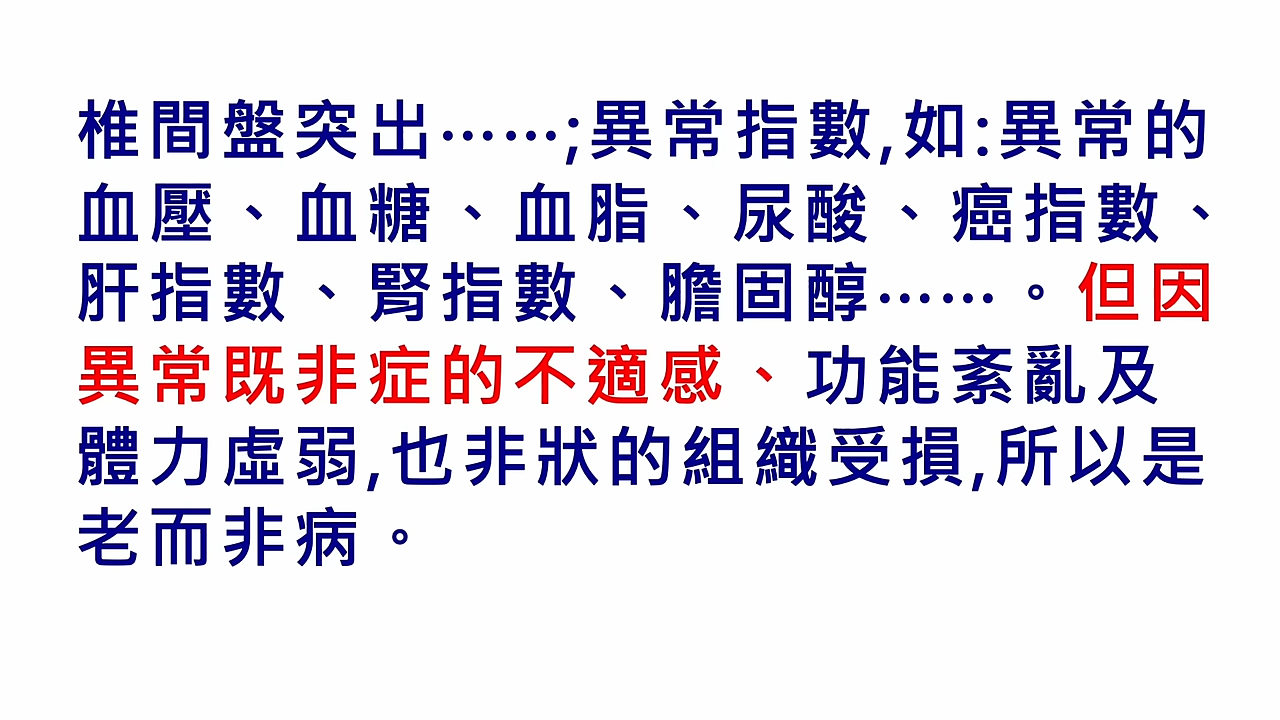 椎間盤突出⋯⋯;異常指數,如:異常的
血壓、血糖、血脂、尿酸、癌指數、
肝指數、腎指數、膽固醇⋯⋯。但因
異常既非症的不適感、功能紊亂及
體力虛弱,也非狀的組織受損,所以是
老而非病。